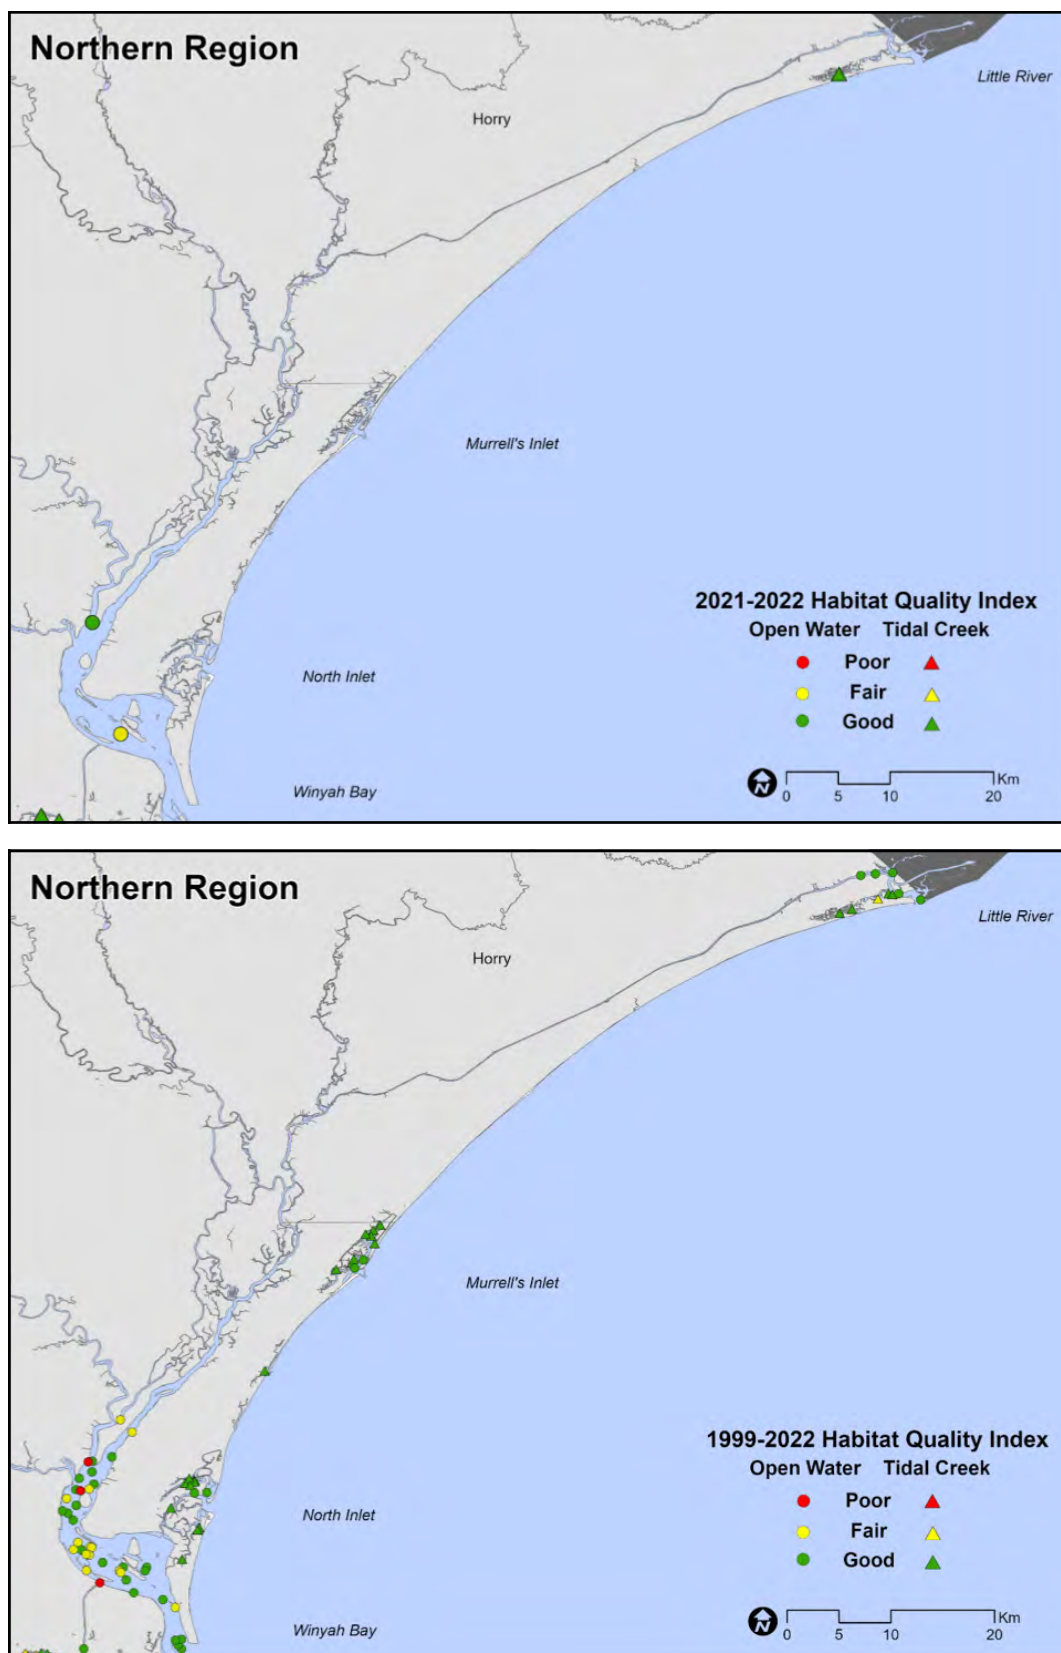 Northern Region
Little River
Horry
Murrell's Inlet
2021-2022 Habitat Quality Index
Open Water Tidal Creek
Poor
North Inlet
Fair
Good
N
Km
0 5 10 20
Winyah Bay
Northern Region
Little River
Horry
Murrell's Inlet
1999-2022 Habitat Quality Index
Open Water Tidal Creek
Poor
North Inlet
Fair
Good
N
Km
0 5 10 20
Winyah Bay